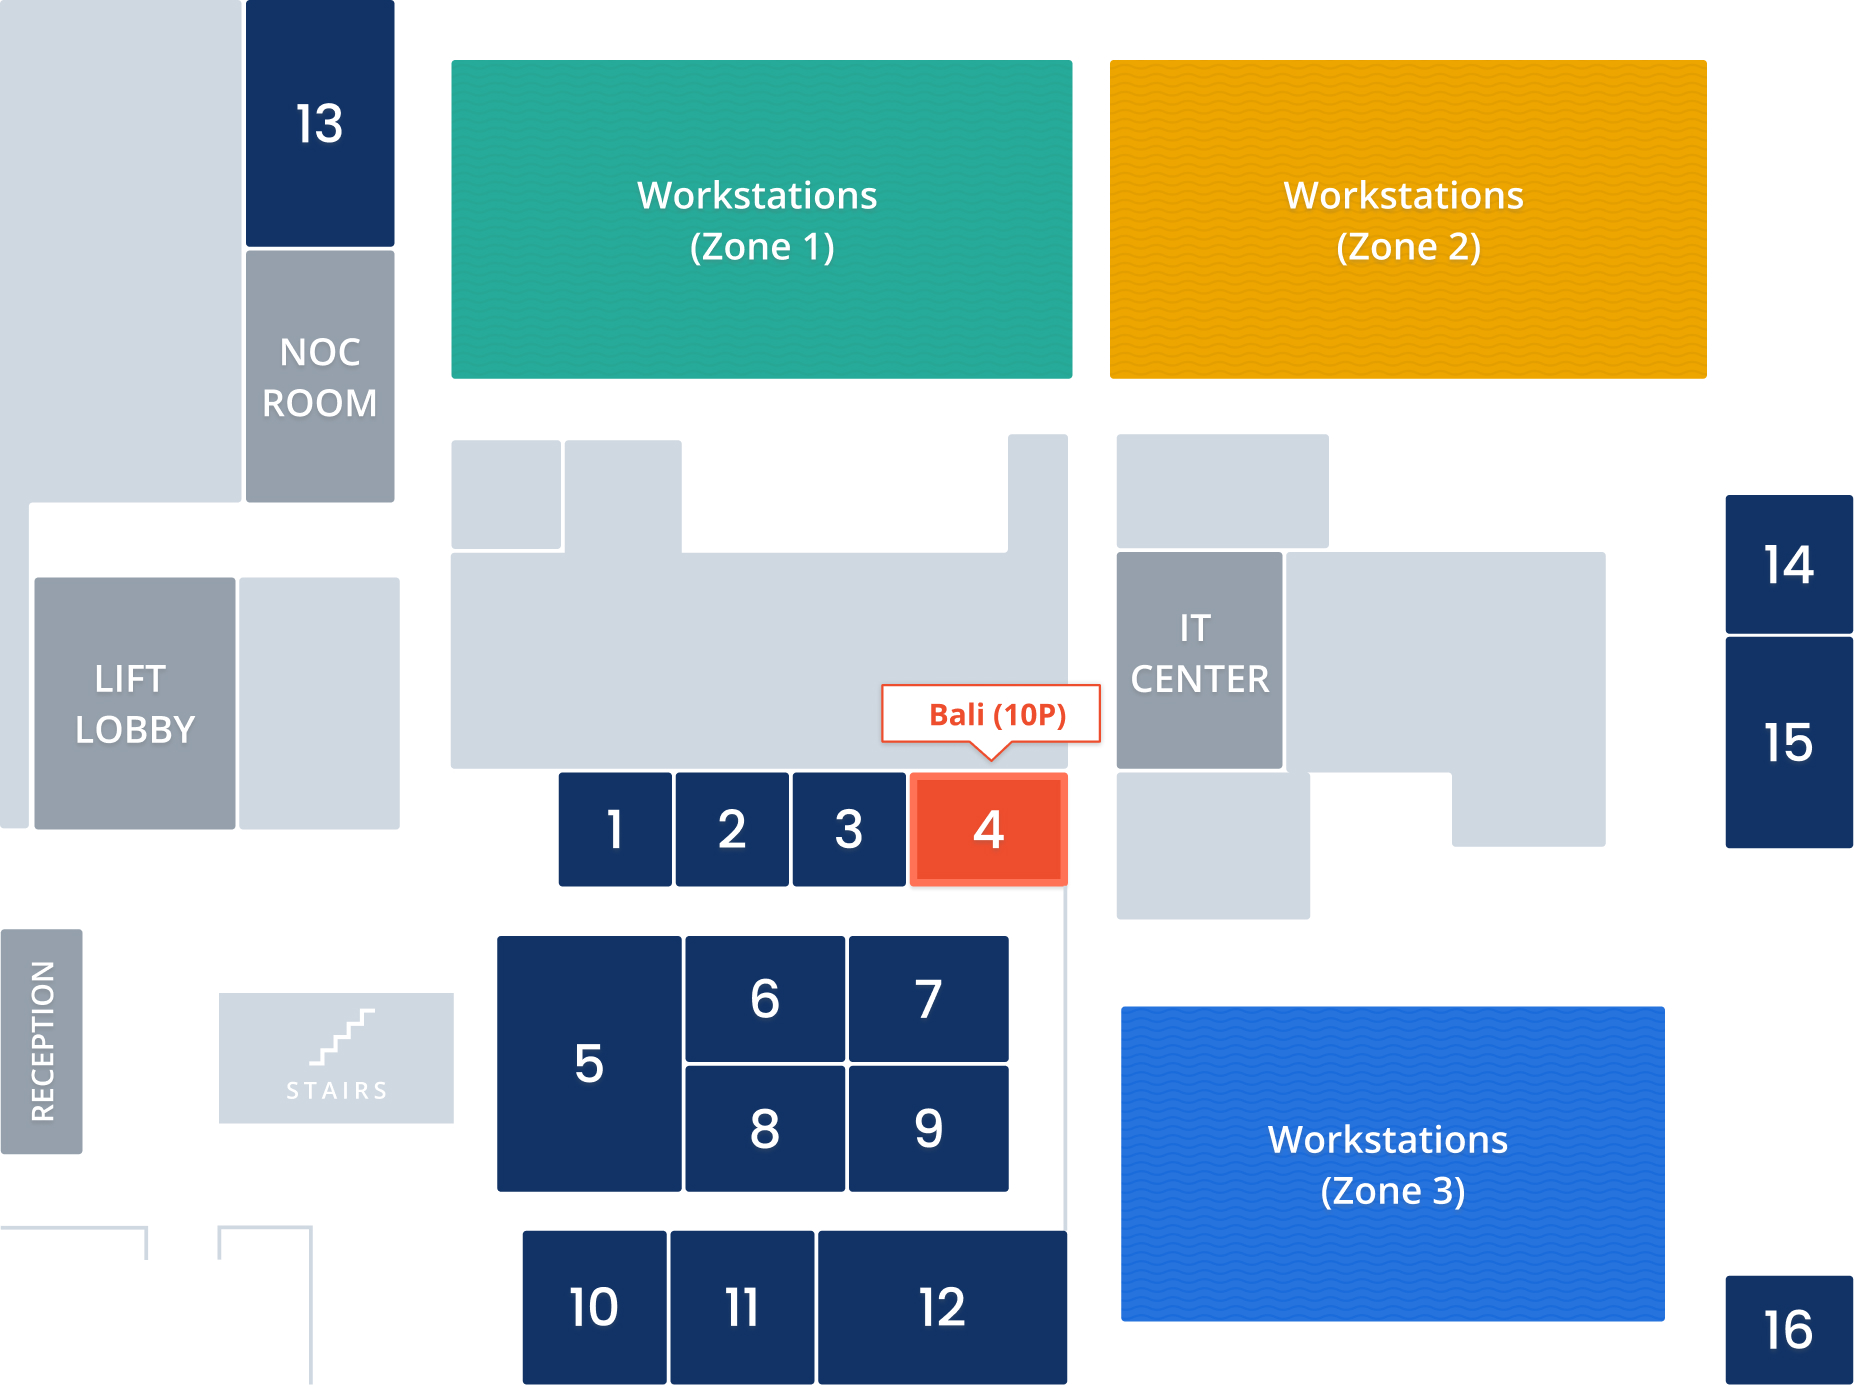 13
Workstations
(Zone 1)
Workstations
(Zone 2)
NOC
ROOM
LIFT
LOBBY
IT
CENTER
14
15
Bali (10P)
1
2
3
4
RECEPTION
STAIRS
5
6
7
8
9
Workstations
(Zone 3)
10
11
12
16